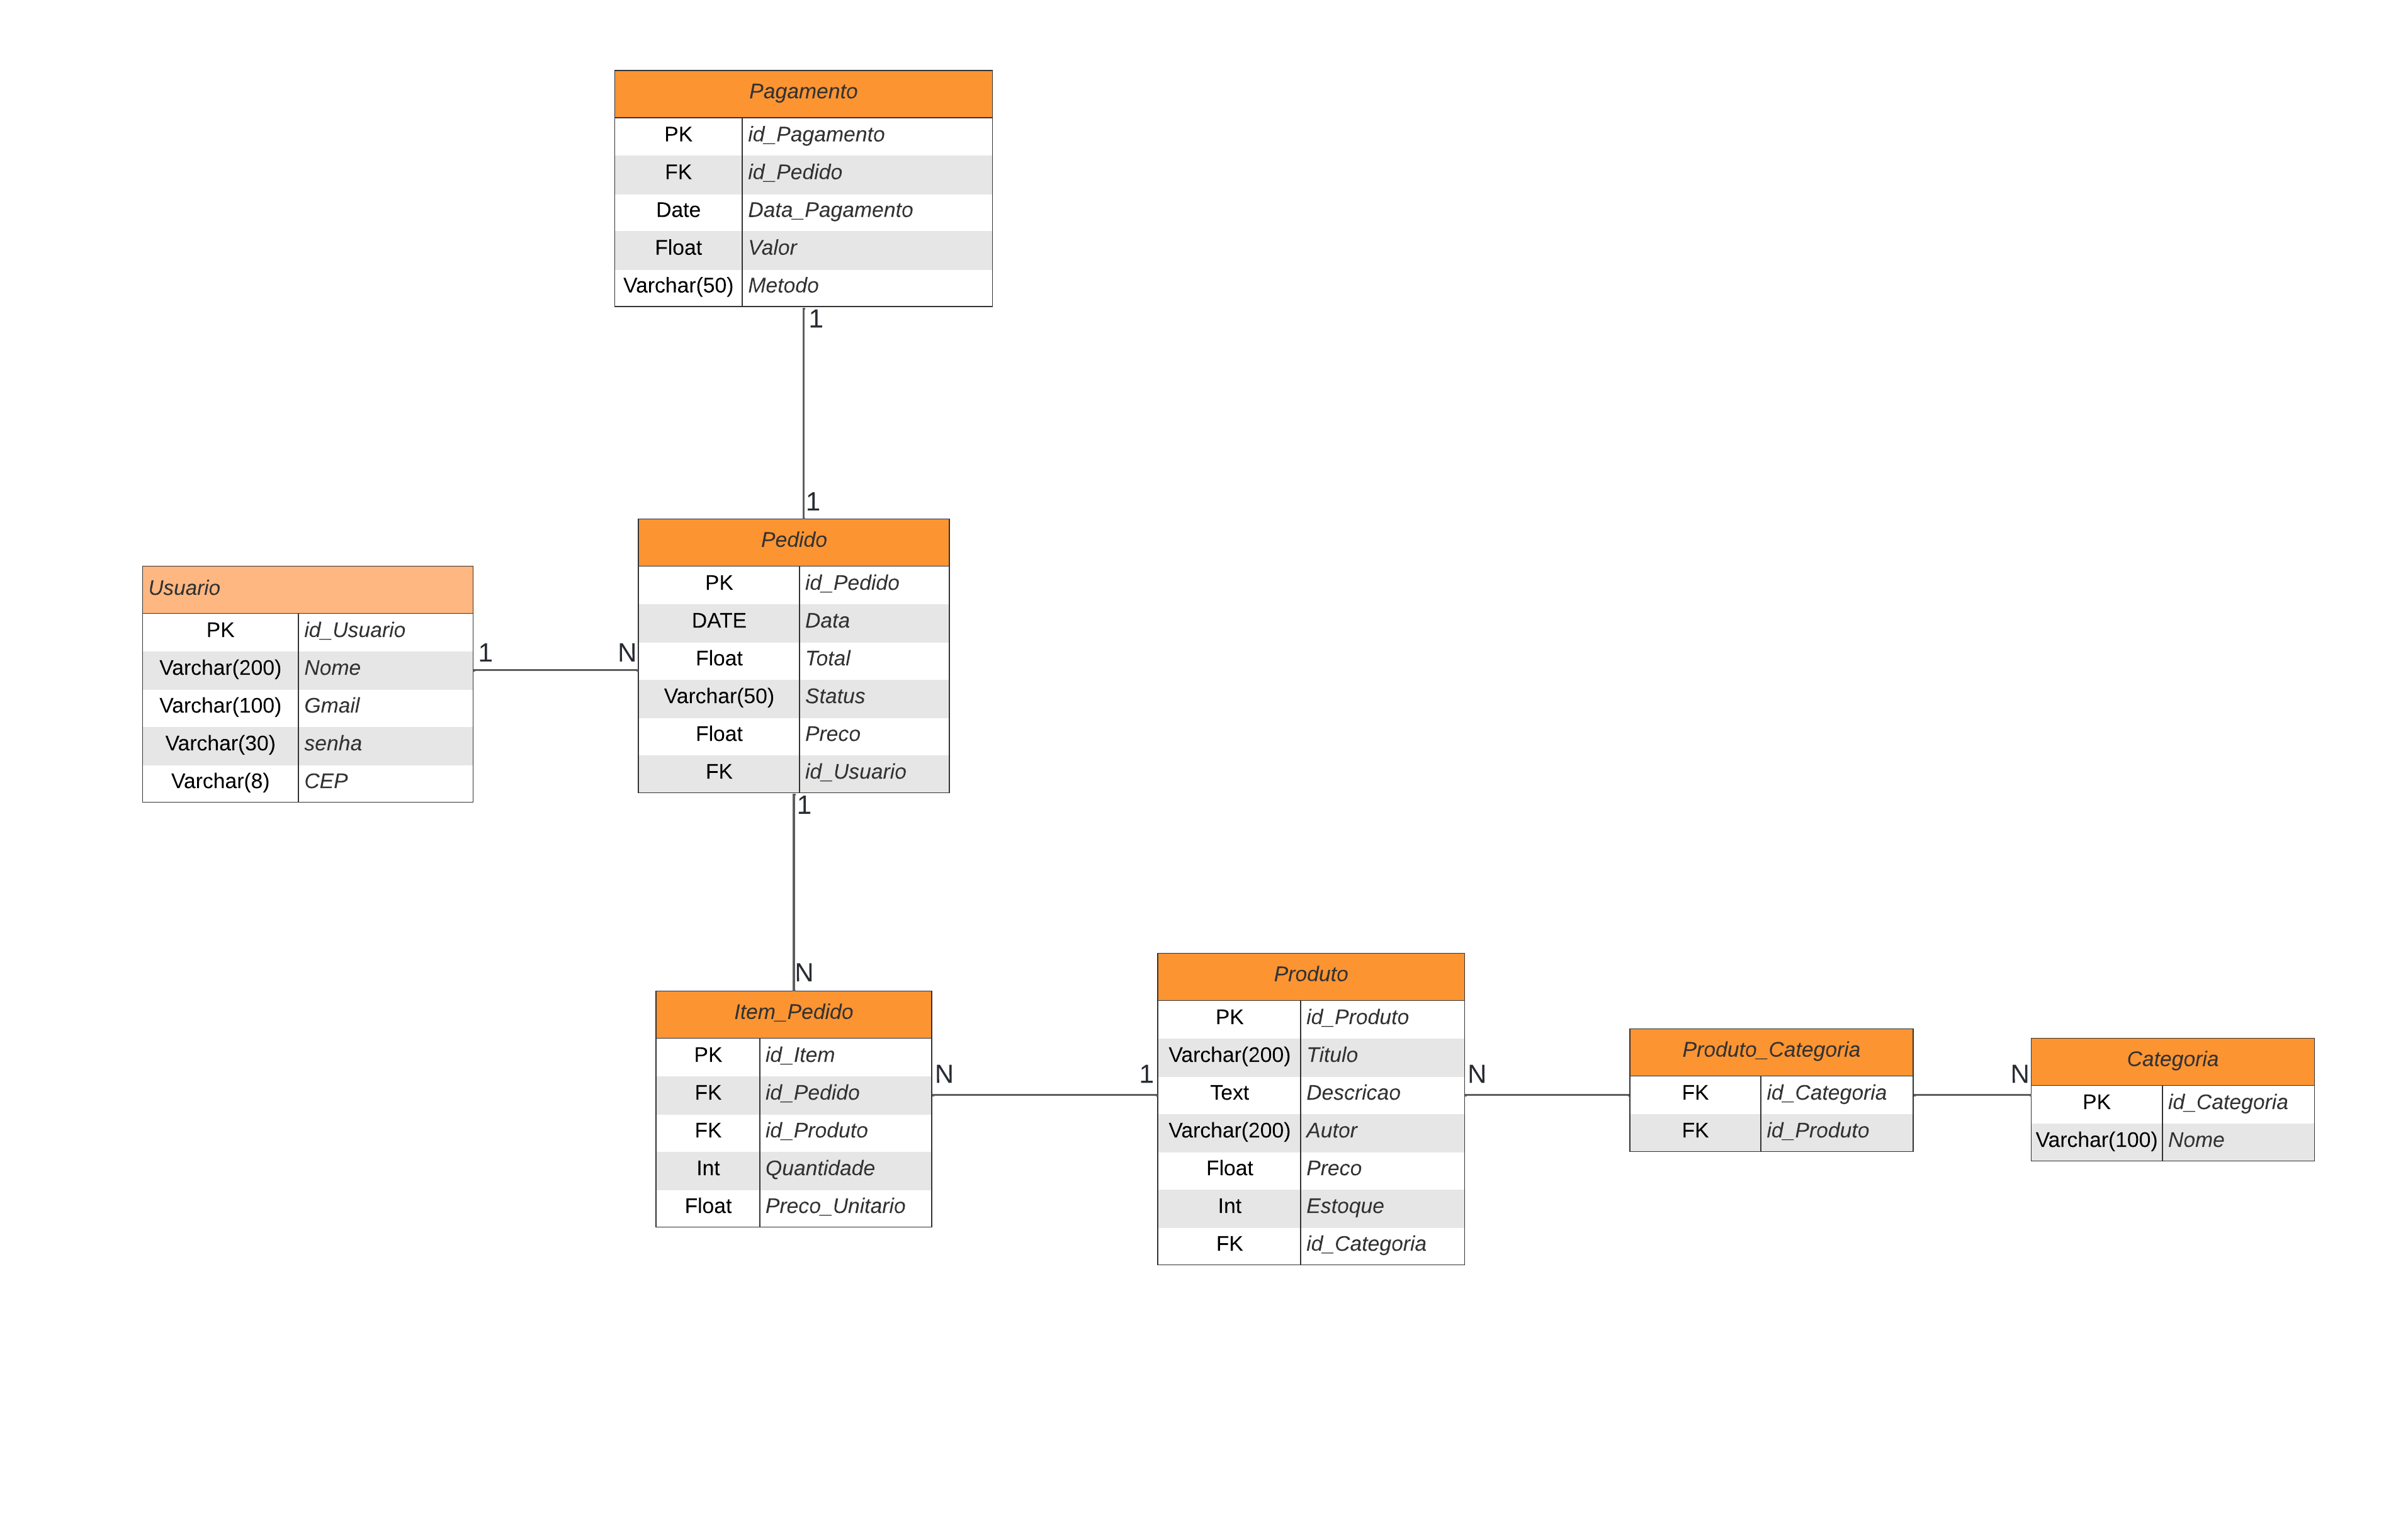 Pagamento
PK id_Pagamento
FK id_Pedido
Date Data_Pagamento
Float Valor
Varchar(50) Metodo
1
1
Pedido
PK id_Pedido
DATE Data
Float Total
Varchar(50) Status
Float Preco
FK id_Usuario
Usuario
PK id_Usuario
Varchar(200) Nome
Varchar(100) Gmail
Varchar(30) senha
Varchar(8) CEP
1 N
1
N
Item_Pedido
PK id_Item
FK id_Pedido
FK id_Produto
Int Quantidade
Float Preco_Unitario
N 1
Produto
PK id_Produto
Varchar(200) Titulo
Text Descricao
Varchar(200) Autor
Float Preco
Int Estoque
FK id_Categoria
N
Produto_Categoria
FK id_Categoria
FK id_Produto
N
Categoria
PK id_Categoria
Varchar(100) Nome